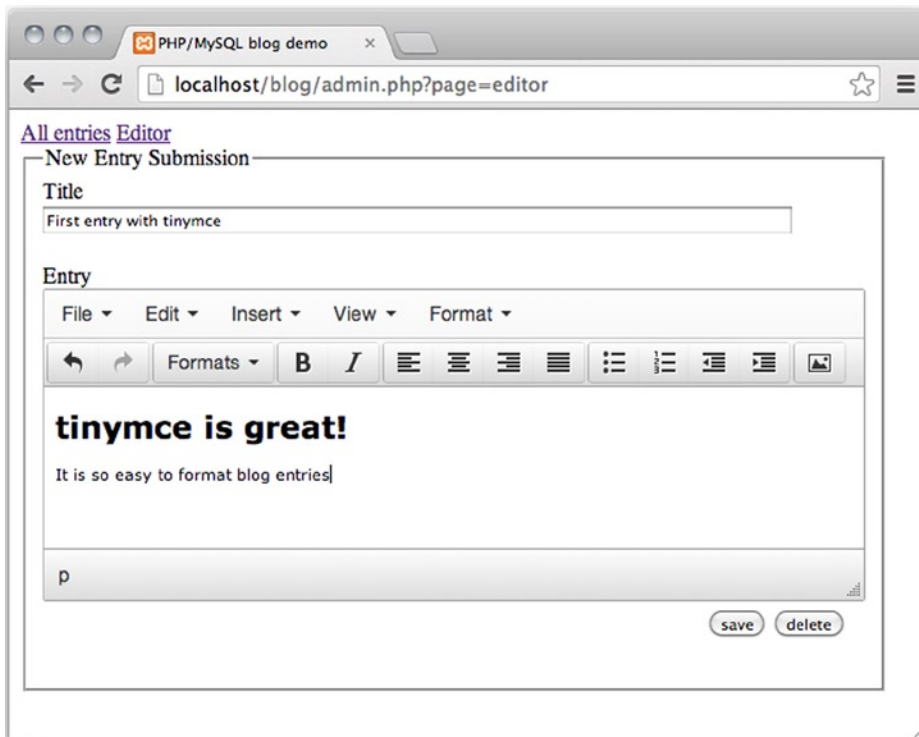 PHP/MySQL blog demo
localhost/blog/admin.php?page=editor
All entries Editor
New Entry Submission
Title
First entry with tinymce
Entry
File Edit Insert View Format
Formats B I
tinymce is great!
It is so easy to format blog entries
p
save delete